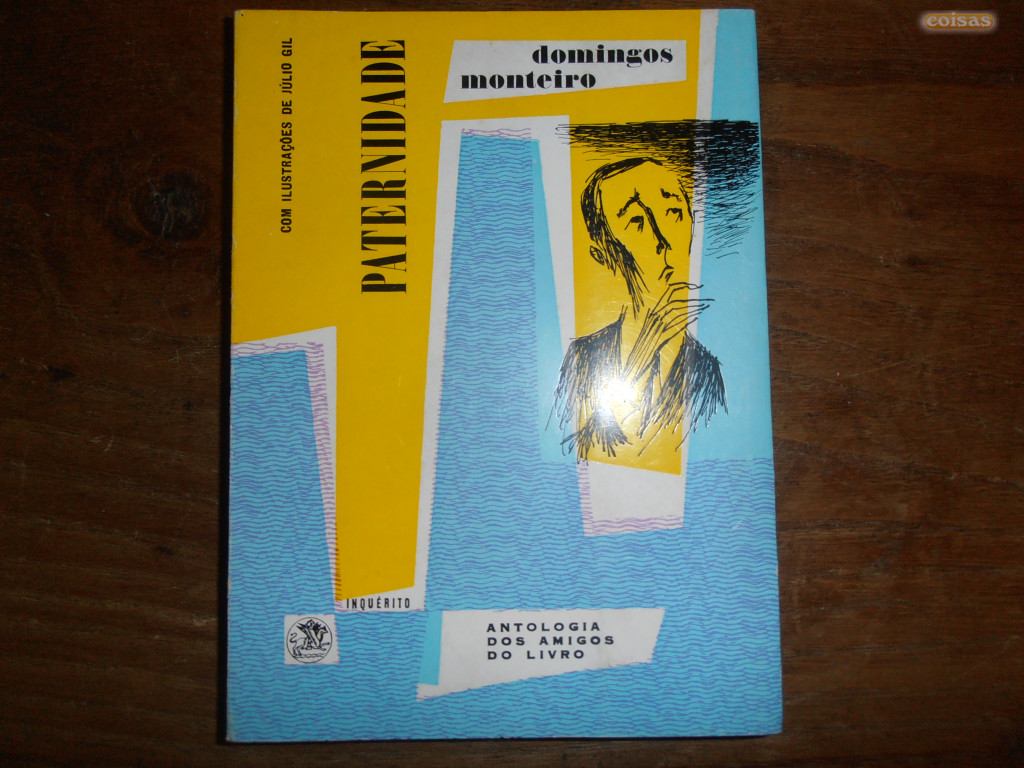 coisas
domingos
monteiro
PATERNIDADE
COM ILUSTRAÇÕES DE JÚLIO GIL
INQUÉRITO
ANTOLOGIA
DOS AMIGOS
DO LIVRO